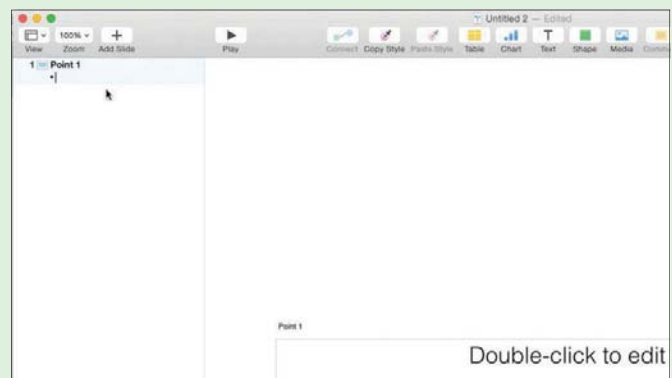 Untitled 2 — Edited
100%
View Zoom Add Slide Play Connect Copy Style Paste Style Table Chart Text Shape Media
1 Point 1
•
Point 1
Double-click to edit